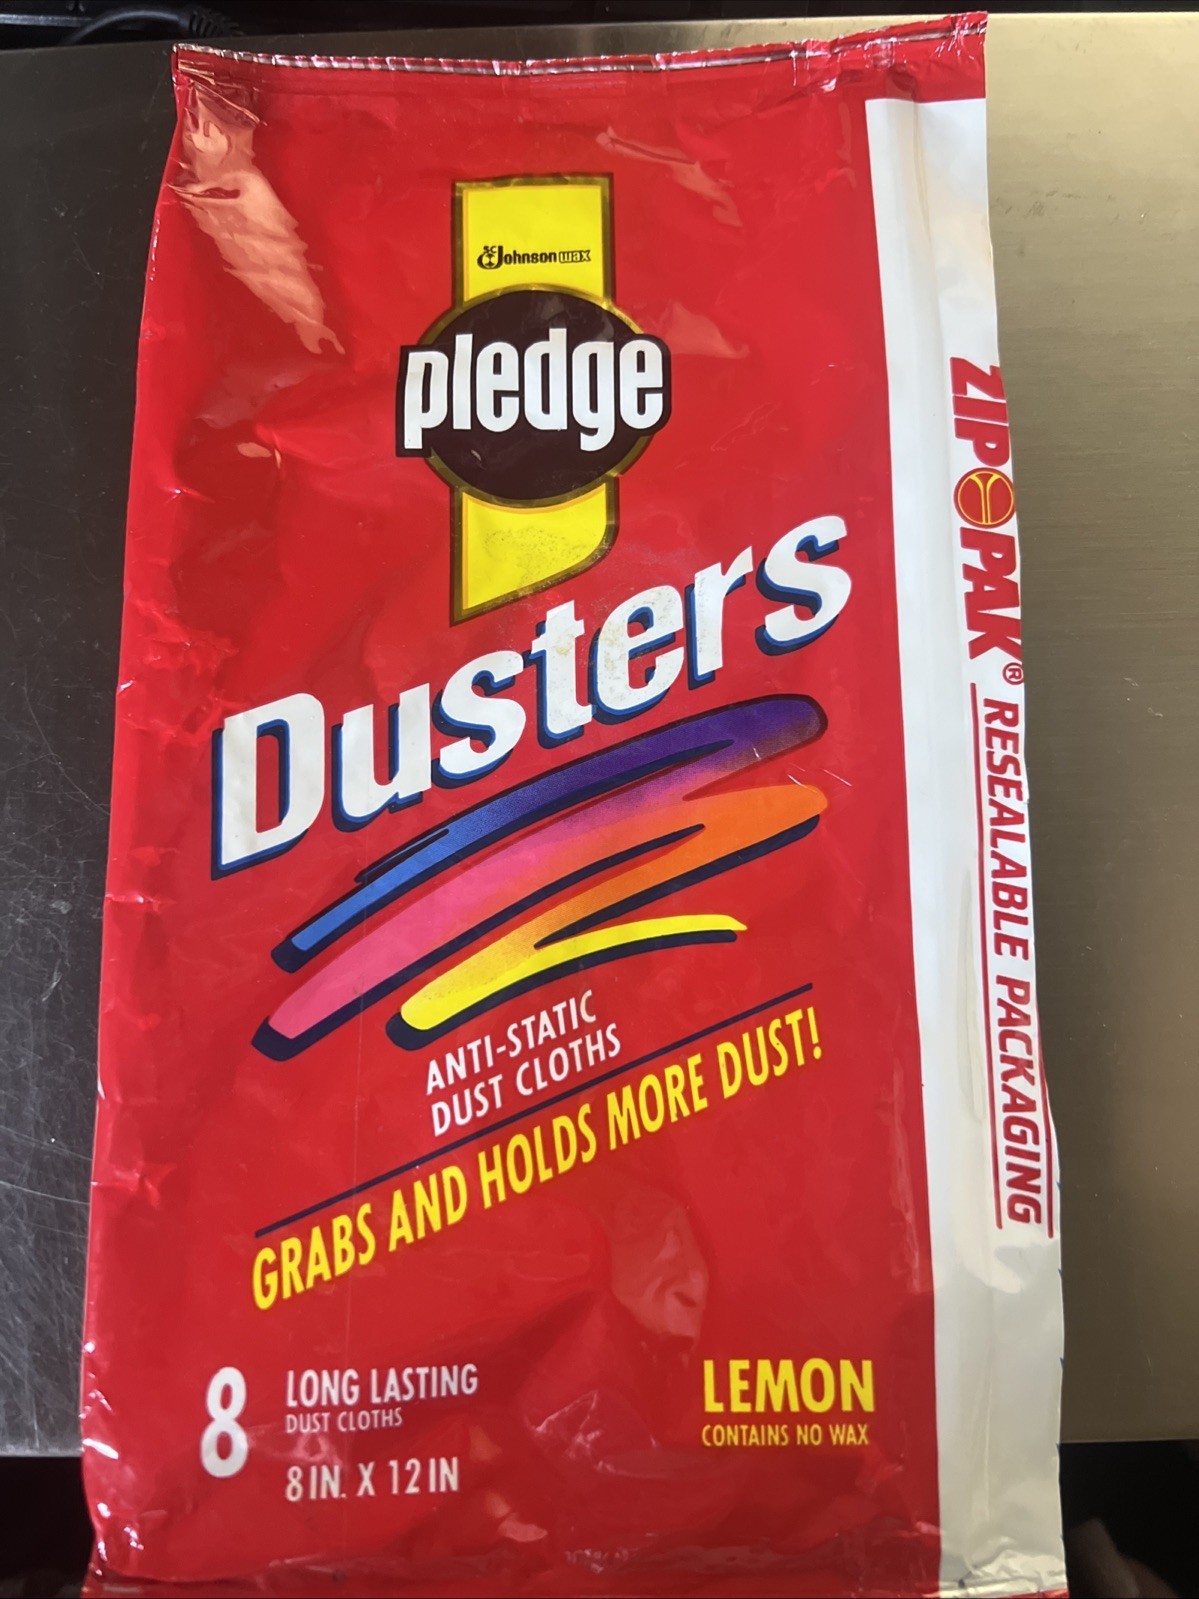 SC Johnson wax
pledge
Dusters
ANTI-STATIC
DUST CLOTHS
GRABS AND HOLDS MORE DUST!
8
LONG LASTING
DUST CLOTHS
8 IN. X 12 IN
LEMON
CONTAINS NO WAX
ZIP PAK® RESEALABLE PACKAGING